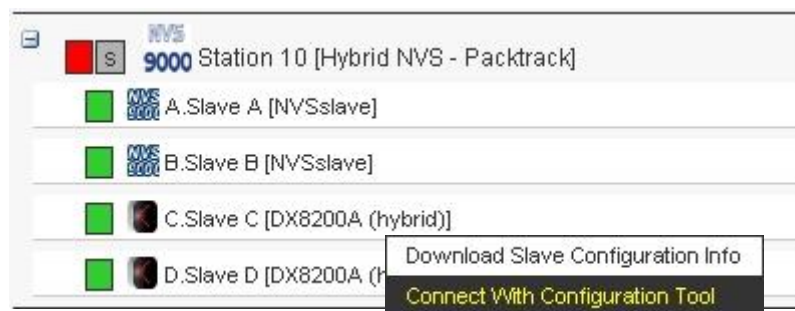 NVS
9000 S Station 10 [Hybrid NVS - Packtrack]
NVS
9000 A.Slave A [NVSslave]
NVS
9000 B.Slave B [NVSslave]
C.Slave C [DX8200A (hybrid)]
D.Slave D [DX8200A (h
Download Slave Configuration Info
Connect With Configuration Tool